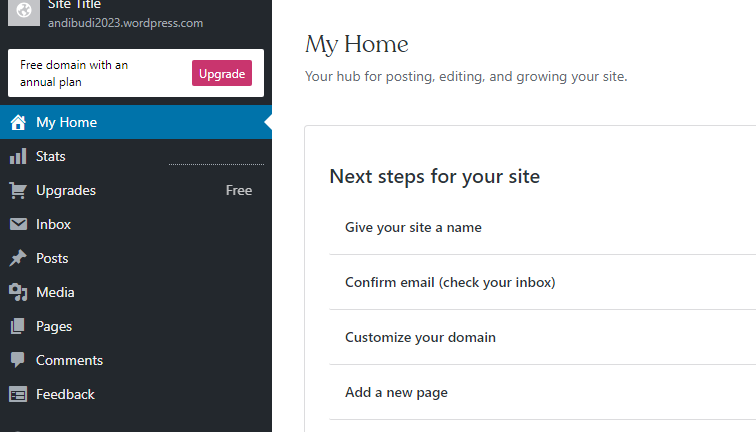 Site Title
andibudi2023.wordpress.com
Free domain with an
annual plan
Upgrade
My Home
Stats
Upgrades
Free
Inbox
Posts
Media
Pages
Comments
Feedback
My Home
Your hub for posting, editing, and growing your site.
Next steps for your site
Give your site a name
Confirm email (check your inbox)
Customize your domain
Add a new page